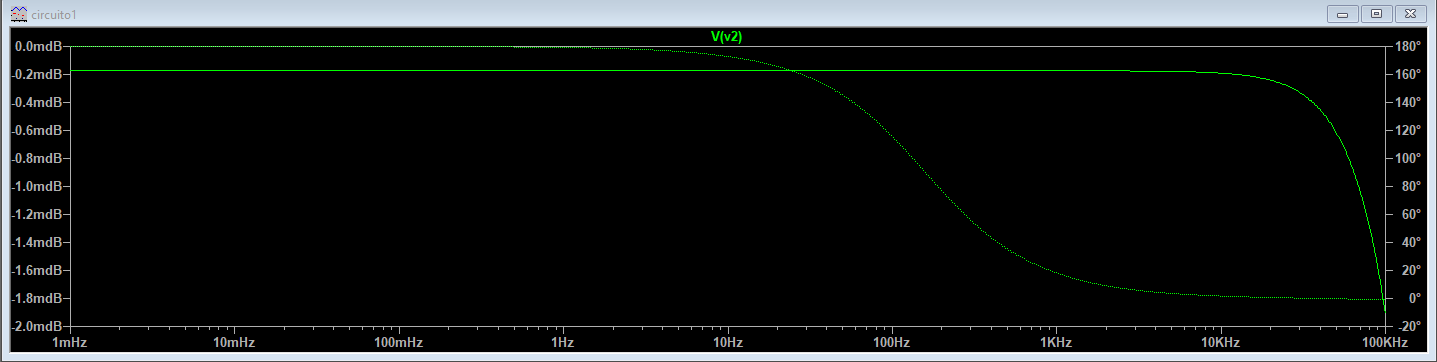 circuito1
V(v2)
0.0mdB 180°
-0.2mdB 160°
-0.4mdB 140°
-0.6mdB 120°
-0.8mdB 100°
-1.0mdB 80°
-1.2mdB 60°
-1.4mdB 40°
-1.6mdB 20°
-1.8mdB 0°
-2.0mdB -20°
1mHz 10mHz 100mHz 1Hz 10Hz 100Hz 1KHz 10KHz 100KHz